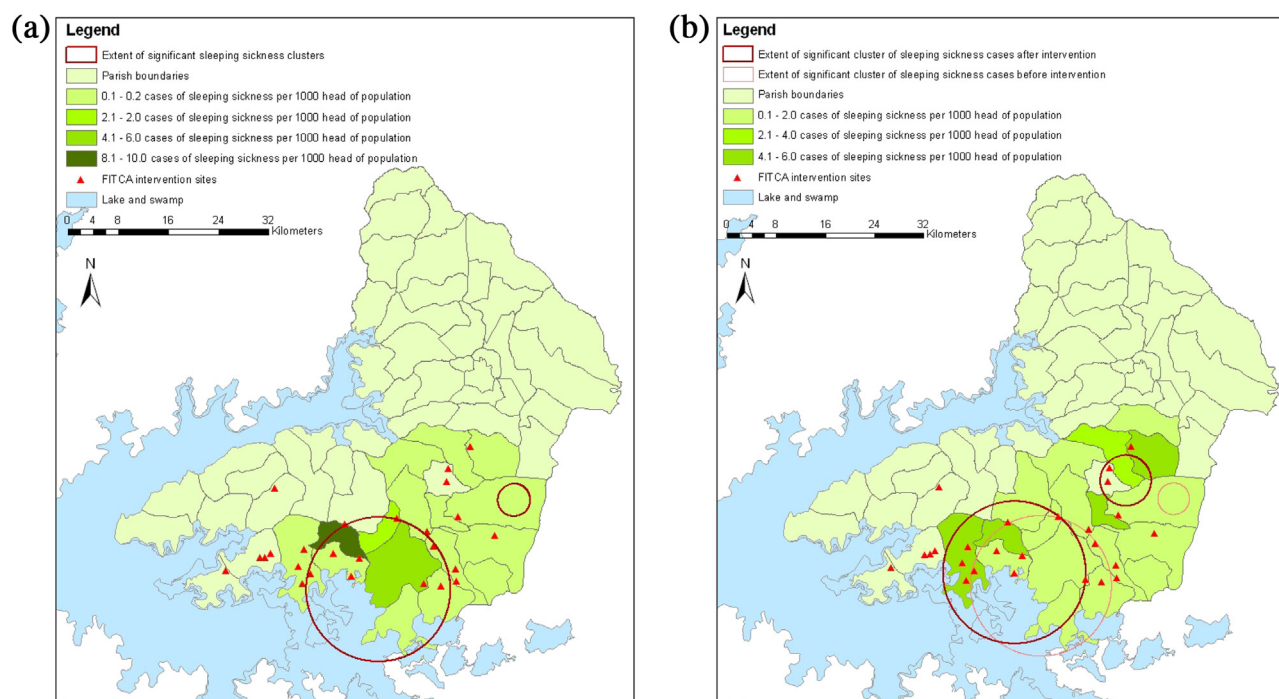 (a)
Legend
Extent of significant sleeping sickness clusters
Parish boundaries
0.1 - 0.2 cases of sleeping sickness per 1000 head of population
2.1 - 2.0 cases of sleeping sickness per 1000 head of population
4.1 - 6.0 cases of sleeping sickness per 1000 head of population
8.1 - 10.0 cases of sleeping sickness per 1000 head of population
FITCA intervention sites
Lake and swamp
0 4 8 16 24 32
Kilometers
N
(b)
Legend
Extent of significant cluster of sleeping sickness cases after intervention
Extent of significant cluster of sleeping sickness cases before intervention
Parish boundaries
0.1 - 2.0 cases of sleeping sickness per 1000 head of population
2.1 - 4.0 cases of sleeping sickness per 1000 head of population
4.1 - 6.0 cases of sleeping sickness per 1000 head of population
FITCA intervention sites
Lake and swamp
0 4 8 16 24 32
Kilometers
N